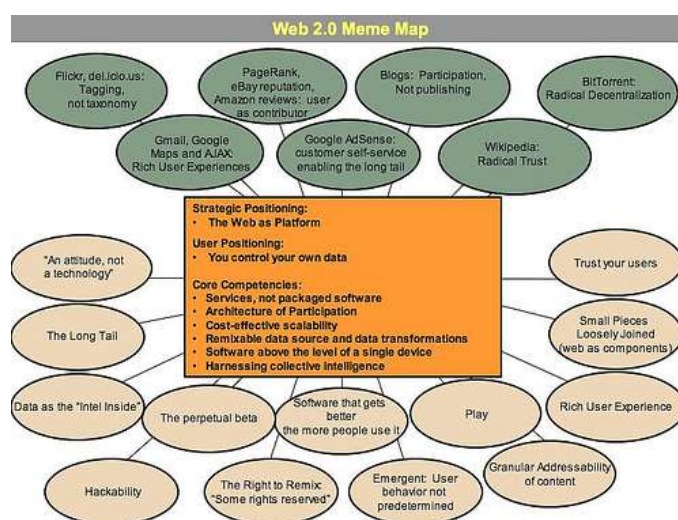 Web 2.0 Meme Map
Flickr, del.icio.us:
Tagging,
not taxonomy
PageRank,
eBay reputation,
Amazon reviews: user
as contributor
Blogs: Participation,
Not publishing
BitTorrent:
Radical Decentralization
Gmail, Google
Maps and AJAX:
Rich User Experiences
Google AdSense:
customer self-service
enabling the long tail
Wikipedia:
Radical Trust
Strategic Positioning:
• The Web as Platform
User Positioning:
• You control your own data
Core Competencies:
• Services, not packaged software
• Architecture of Participation
• Cost-effective scalability
• Remixable data source and data transformations
• Software above the level of a single device
• Harnessing collective intelligence
"An attitude, not
a technology"
Trust your users
The Long Tail
Small Pieces
Loosely Joined
(web as components)
Data as the "Intel Inside"
The perpetual beta
Software that gets
better
the more people use it
Play
Rich User Experience
Hackability
The Right to Remix:
"Some rights reserved"
Emergent: User
behavior not
predetermined
Granular Addressability
of content